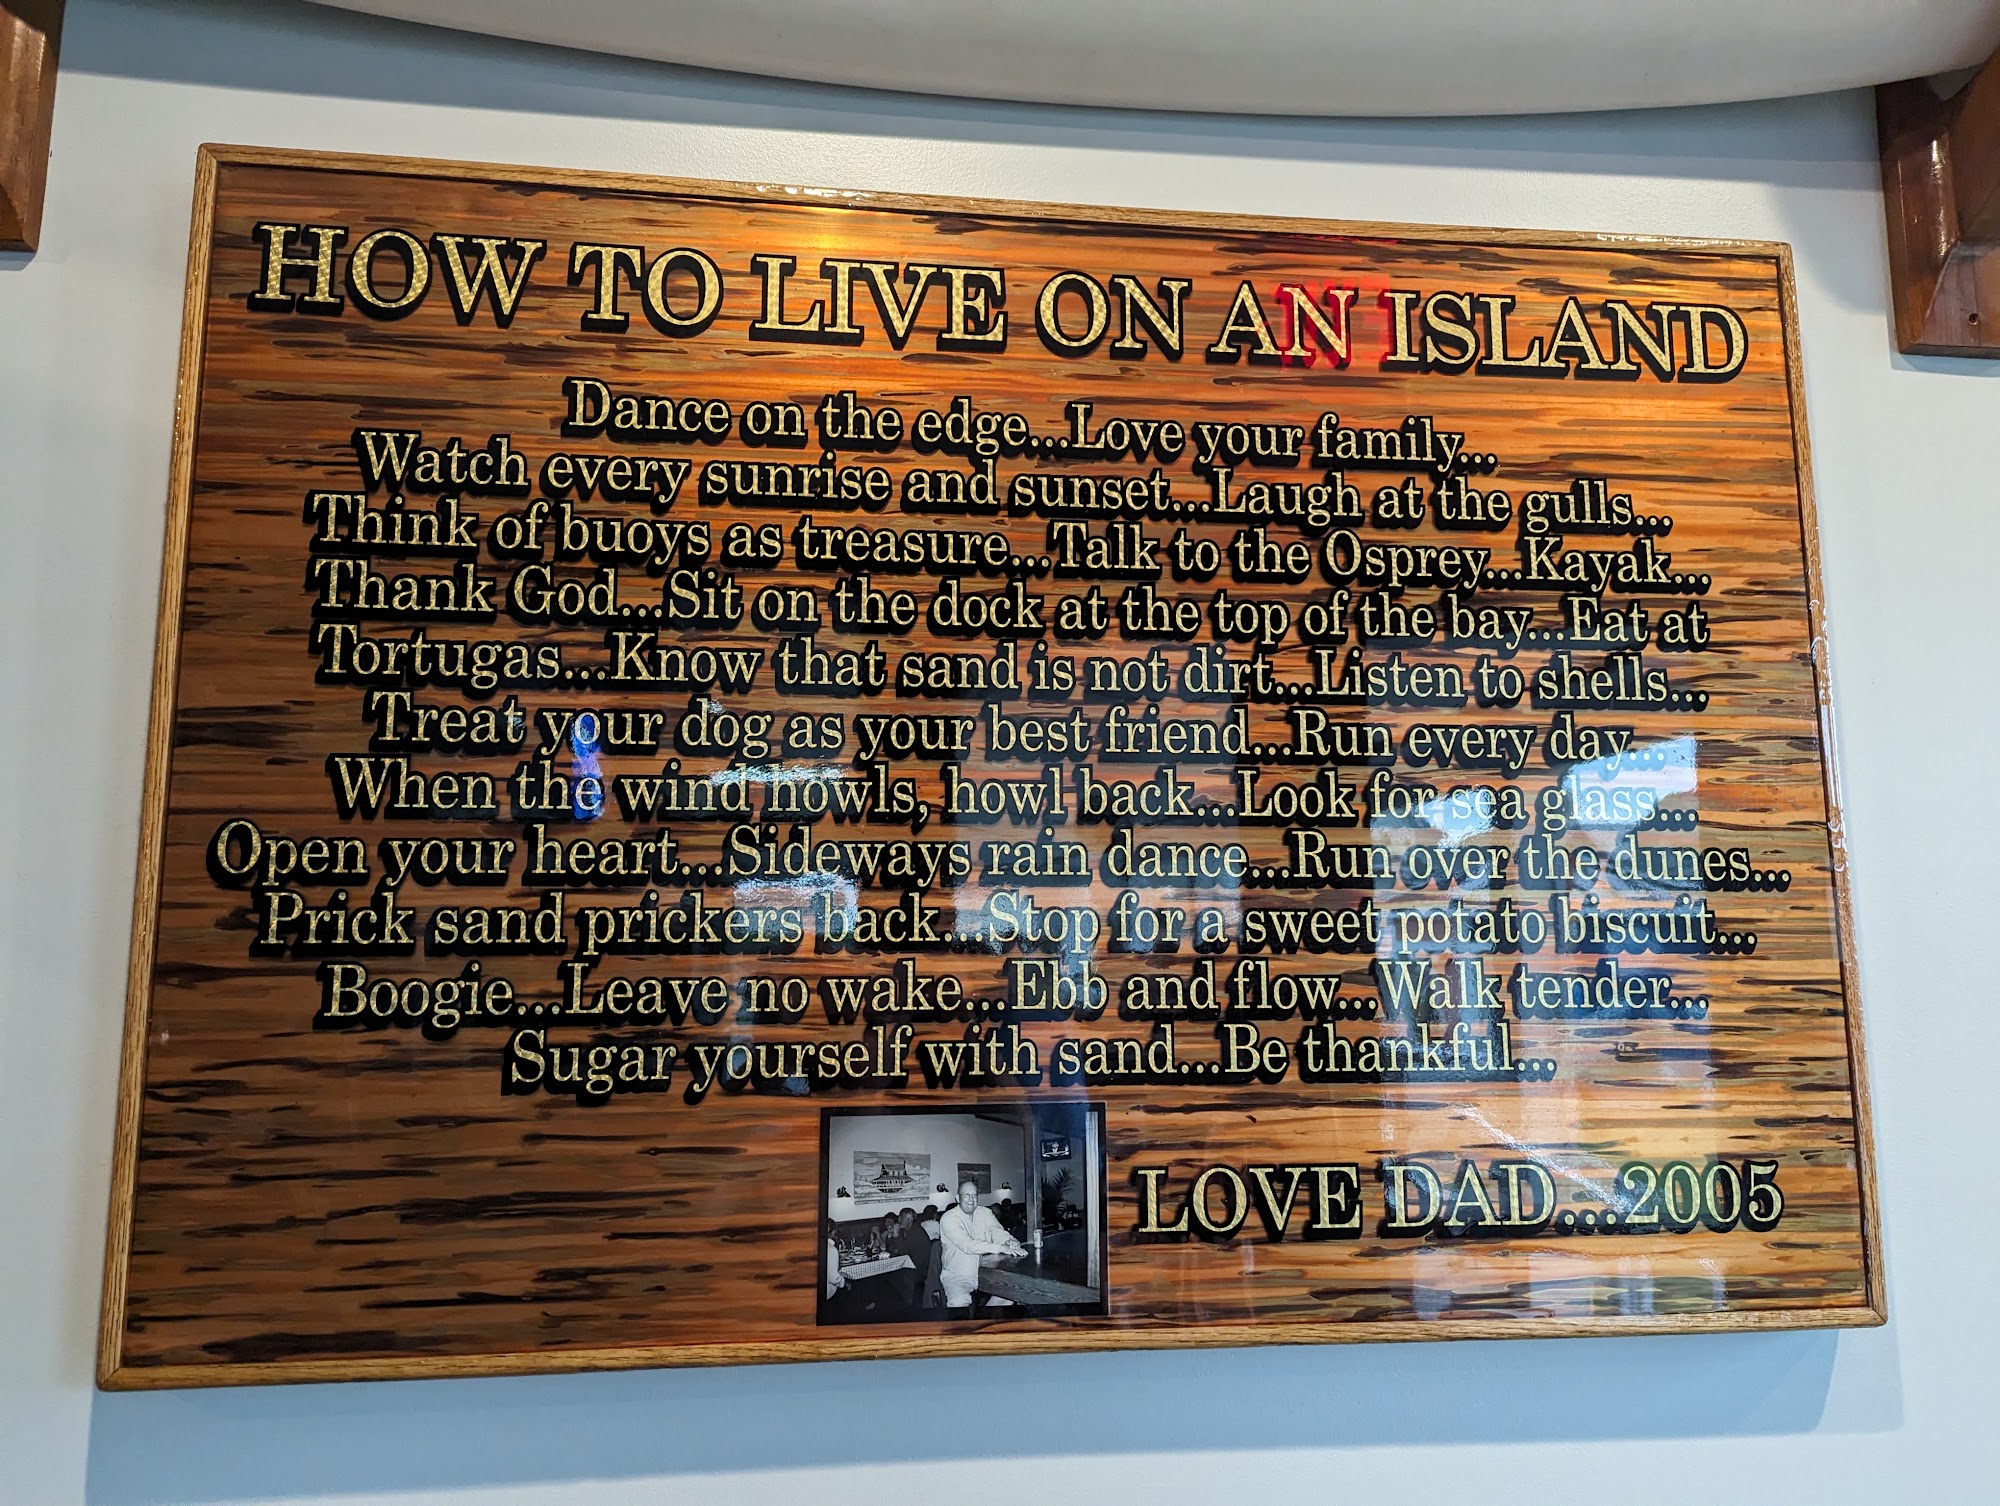 HOW TO LIVE ON AN ISLAND
Dance on the edge...Love your family...
Watch every sunrise and sunset...Laugh at the gulls...
Think of buoys as treasure...Talk to the Osprey...Kayak...
Thank God...Sit on the dock at the top of the bay...Eat at
Tortugas...Know that sand is not dirt...Listen to shells...
Treat your dog as your best friend...Run every day...
When the wind howls, howl back...Look for sea glass...
Open your heart...Sideways rain dance...Run over the dunes...
Prick sand prickers back...Stop for a sweet potato biscuit...
Boogie...Leave no wake...Ebb and flow...Walk tender...
Sugar yourself with sand...Be thankful...
LOVE DAD...2005